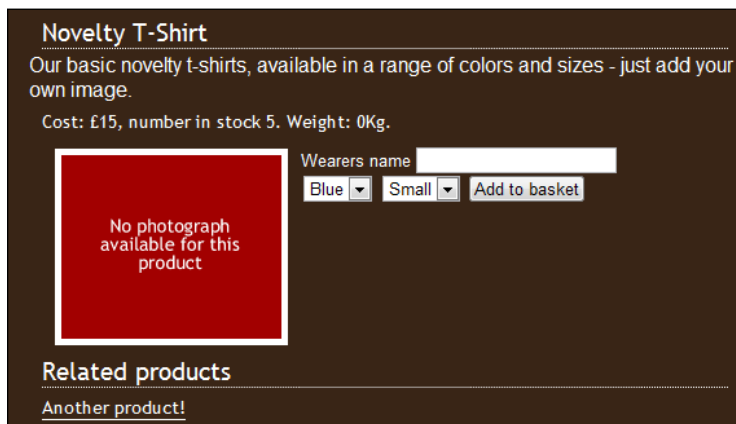 Novelty T-Shirt
Our basic novelty t-shirts, available in a range of colors and sizes - just add your
own image.
Cost: £15, number in stock 5. Weight: 0Kg.
Wearers name
Blue Small Add to basket
No photograph
available for this
product
Related products
Another product!